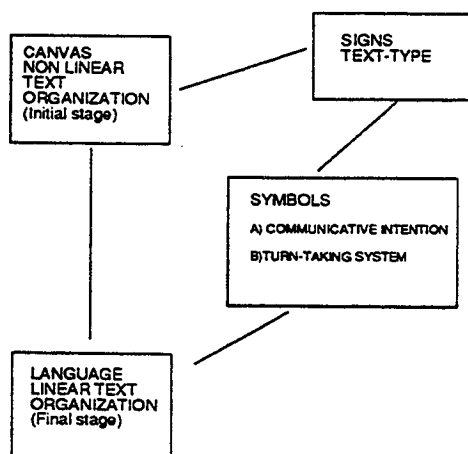 CANVAS
NON LINEAR
TEXT
ORGANIZATION
(Initial stage)
SIGNS
TEXT-TYPE
SYMBOLS
A) COMMUNICATIVE INTENTION
B)TURN-TAKING SYSTEM
LANGUAGE
LINEAR TEXT
ORGANIZATION
(Final stage)